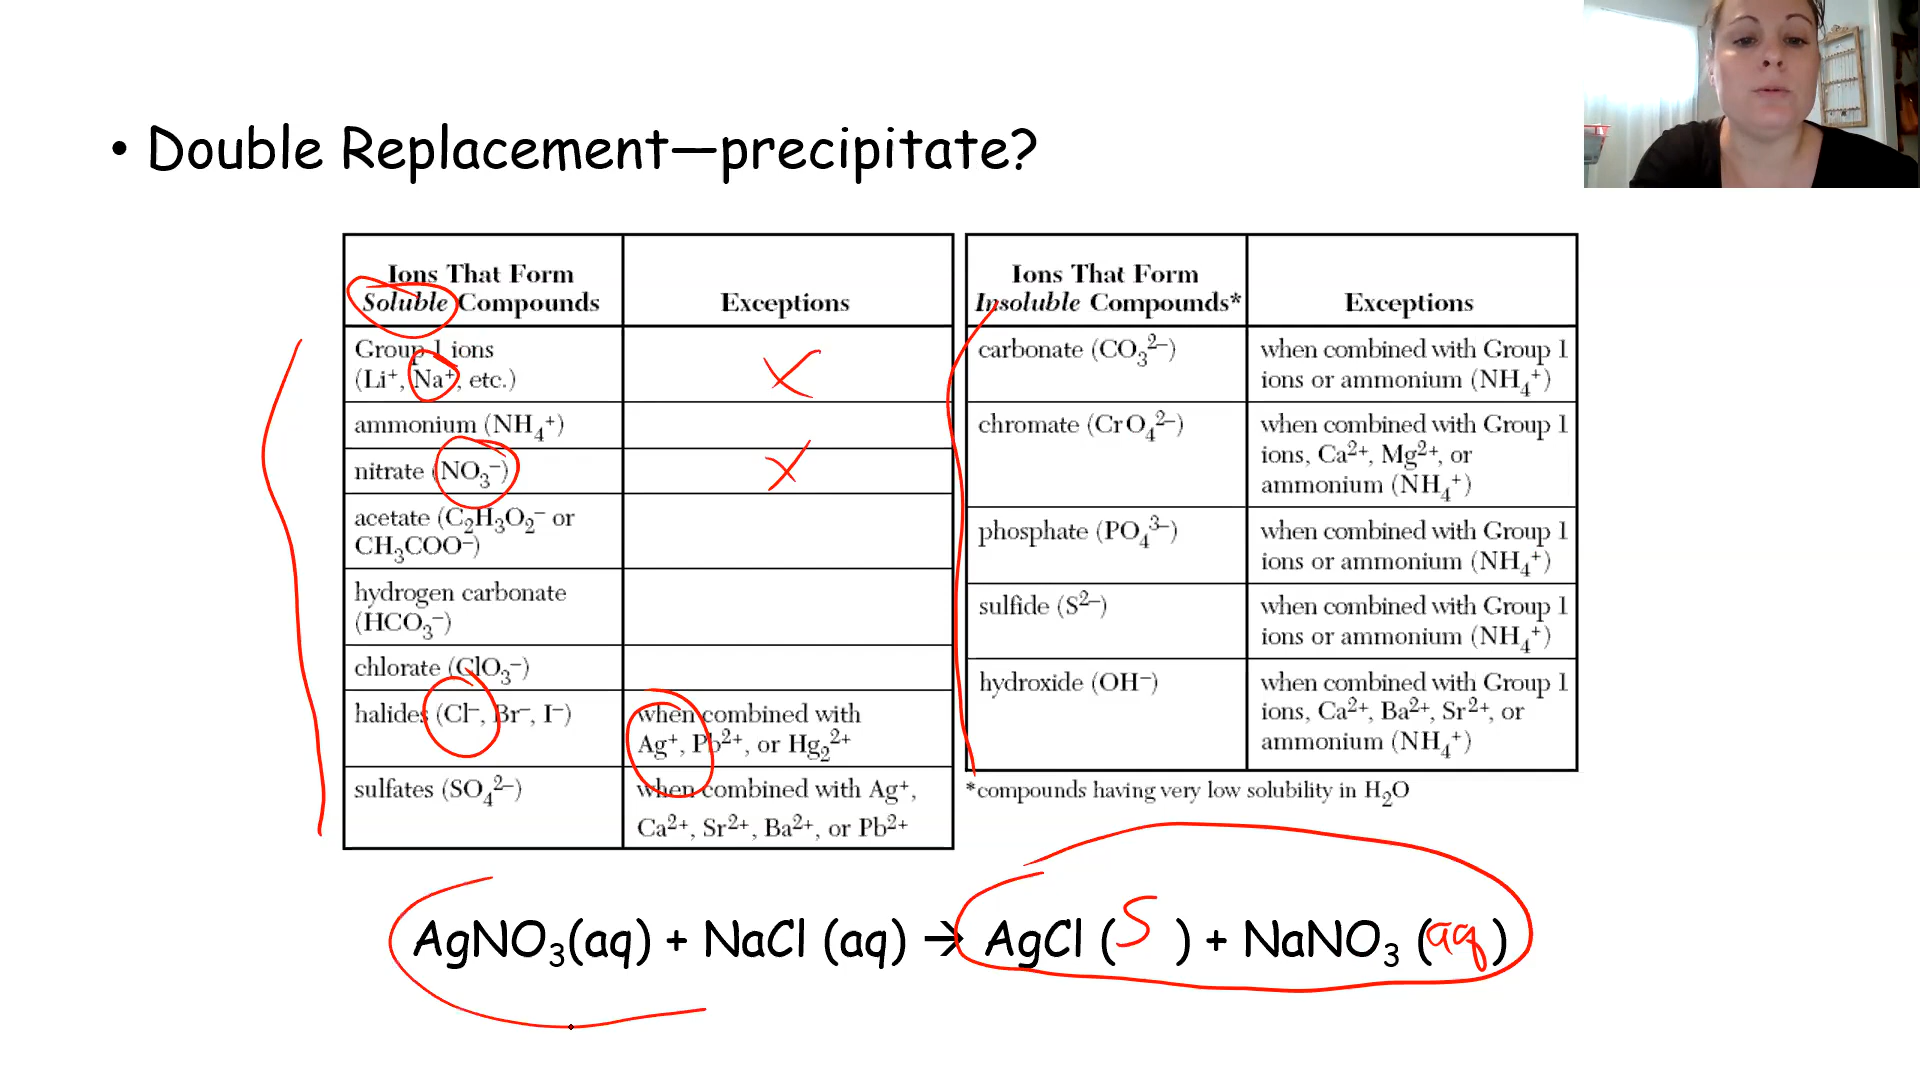 • Double Replacement—precipitate?
Ions That Form
Soluble Compounds
Exceptions
Group 1 ions
(Li⁺, Na⁺, etc.)
X
ammonium (NH₄⁺)
nitrate (NO₃⁻)
X
acetate (C₂H₃O₂⁻ or
CH₃COO⁻)
hydrogen carbonate
(HCO₃⁻)
chlorate (ClO₃⁻)
halides (Cl⁻, Br⁻, I⁻)
when combined with
Ag⁺, Pb²⁺, or Hg₂²⁺
sulfates (SO₄²⁻)
when combined with Ag⁺,
Ca²⁺, Sr²⁺, Ba²⁺, or Pb²⁺
Ions That Form
Insoluble Compounds*
Exceptions
carbonate (CO₃²⁻)
when combined with Group 1
ions or ammonium (NH₄⁺)
chromate (CrO₄²⁻)
when combined with Group 1
ions, Ca²⁺, Mg²⁺, or
ammonium (NH₄⁺)
phosphate (PO₄³⁻)
when combined with Group 1
ions or ammonium (NH₄⁺)
sulfide (S²⁻)
when combined with Group 1
ions or ammonium (NH₄⁺)
hydroxide (OH⁻)
when combined with Group 1
ions, Ca²⁺, Ba²⁺, Sr²⁺, or
ammonium (NH₄⁺)
*compounds having very low solubility in H₂O
AgNO₃(aq) + NaCl (aq) → AgCl (S) + NaNO₃ (aq)